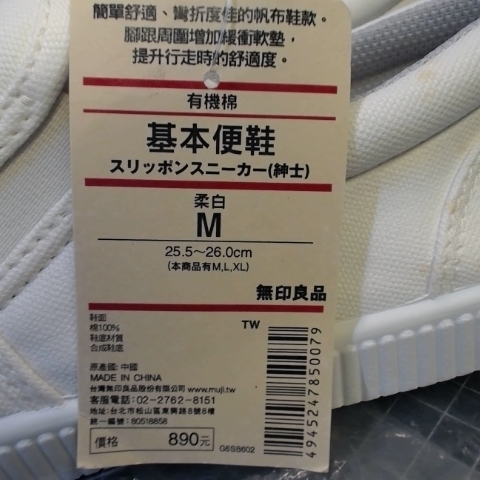 簡單舒適、彎折度佳的帆布鞋款。
腳跟周圍增加緩衝軟墊，
提升行走時的舒適度。
有機棉
基本便鞋
スリッポンスニーカー(紳士)
柔白
M
25.5～26.0cm
(本商品有M,L,XL)
無印良品
TW
鞋面
棉100%
鞋底材質
合成鞋底
原產國: 中國
MADE IN CHINA
台灣無印良品股份有限公司 www.muji.tw
客服電話:02-2762-8151
地址:台北市松山區東興路8號8樓
統一編號:80518858
價格 890元
G6S8602
4945247850079